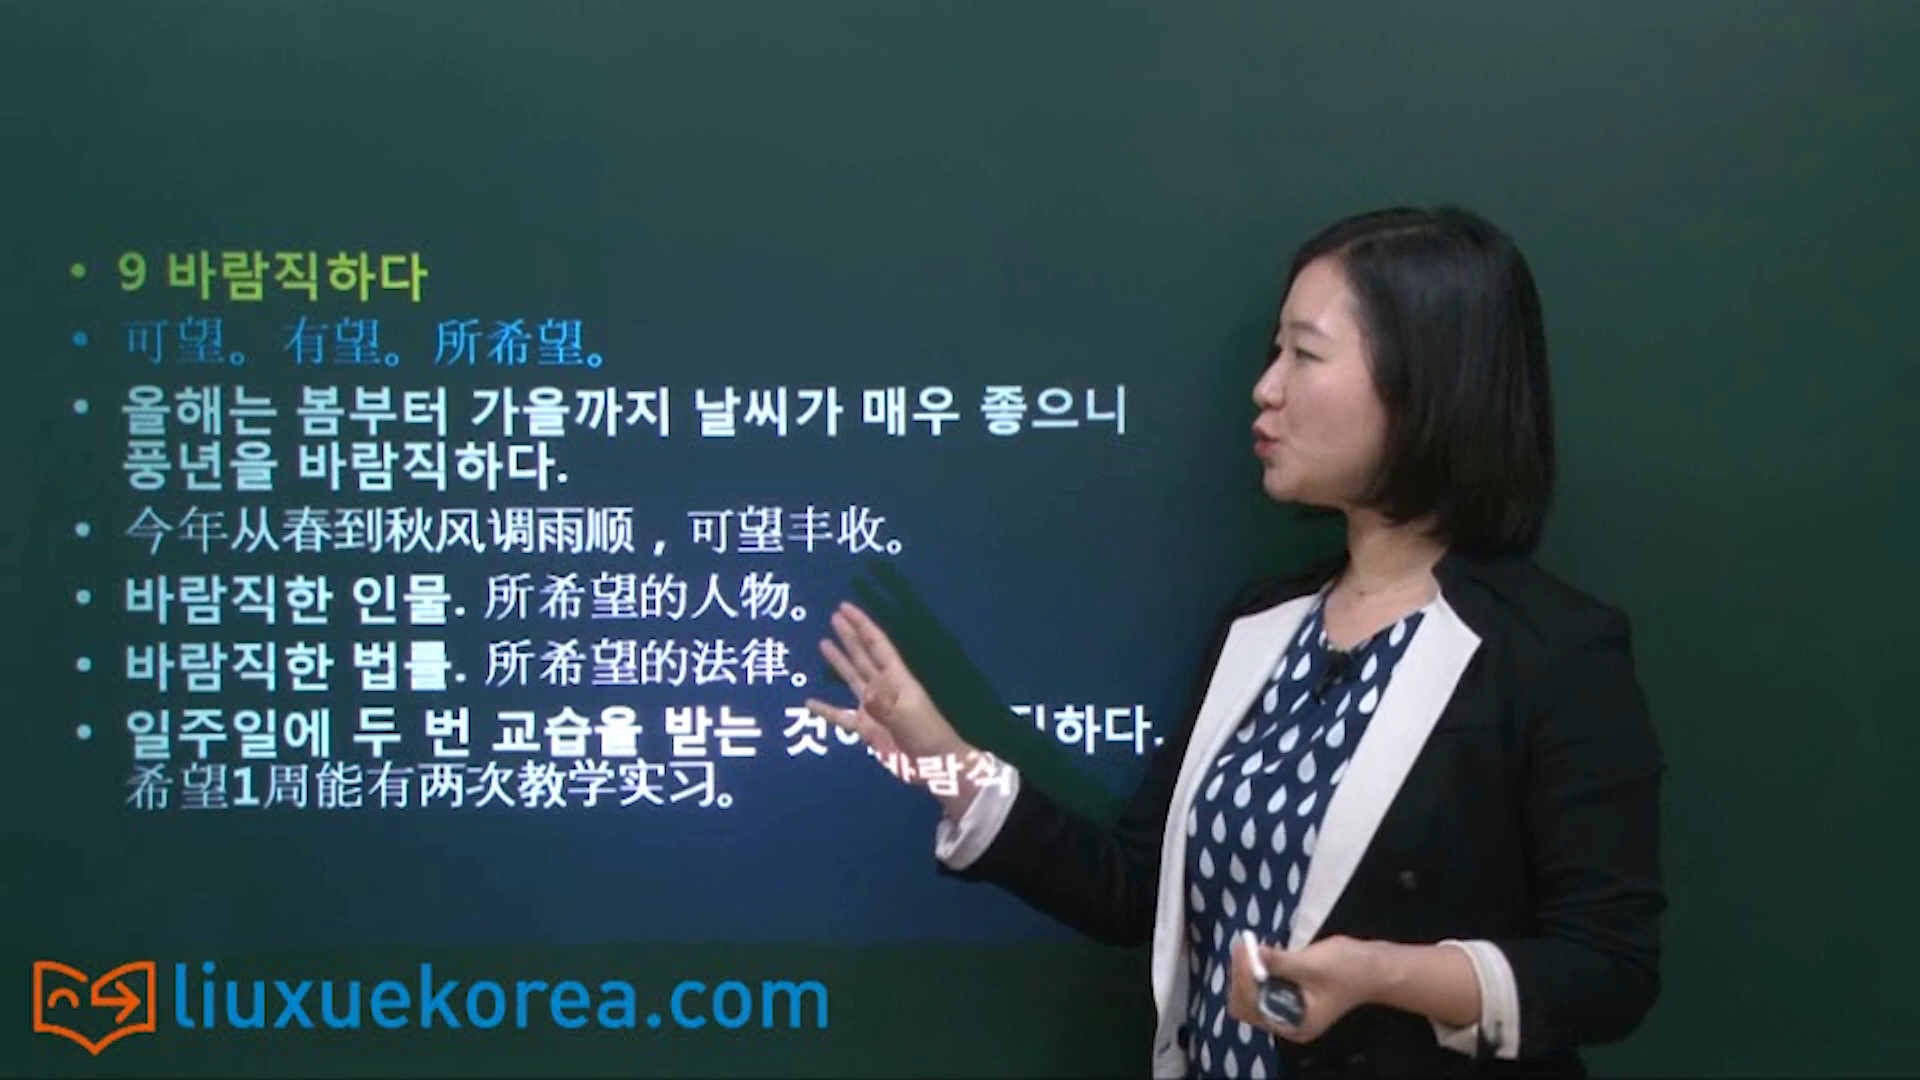 • 9 바람직하다
• 可望。有望。所希望。
• 올해는 봄부터 가을까지 날씨가 매우 좋으니
풍년을 바람직하다.
• 今年从春到秋风调雨顺，可望丰收。
• 바람직한 인물. 所希望的人物。
• 바람직한 법률. 所希望的法律。
• 일주일에 두 번 교습을 받는 것이 바람직하다.
希望1周能有两次教学实习。
liuxuekorea.com